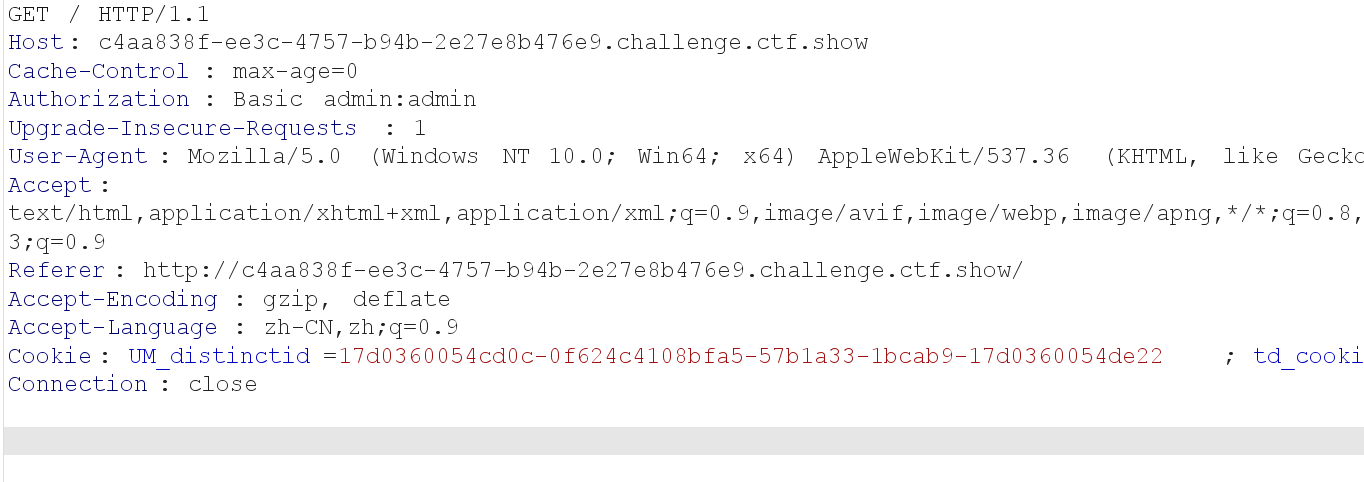 GET / HTTP/1.1
Host: c4aa838f-ee3c-4757-b94b-2e27e8b476e9.challenge.ctf.show
Cache-Control : max-age=0
Authorization : Basic admin:admin
Upgrade-Insecure-Requests : 1
User-Agent : Mozilla/5.0 (Windows NT 10.0; Win64; x64) AppleWebKit/537.36 (KHTML, like Gecko
Accept :
text/html,application/xhtml+xml,application/xml;q=0.9,image/avif,image/webp,image/apng,*/*;q=0.8,
3;q=0.9
Referer : http://c4aa838f-ee3c-4757-b94b-2e27e8b476e9.challenge.ctf.show/
Accept-Encoding : gzip, deflate
Accept-Language : zh-CN,zh;q=0.9
Cookie : UM_distinctid =17d0360054cd0c-0f624c4108bfa5-57b1a33-1bcab9-17d0360054de22 ; td_cooki
Connection : close